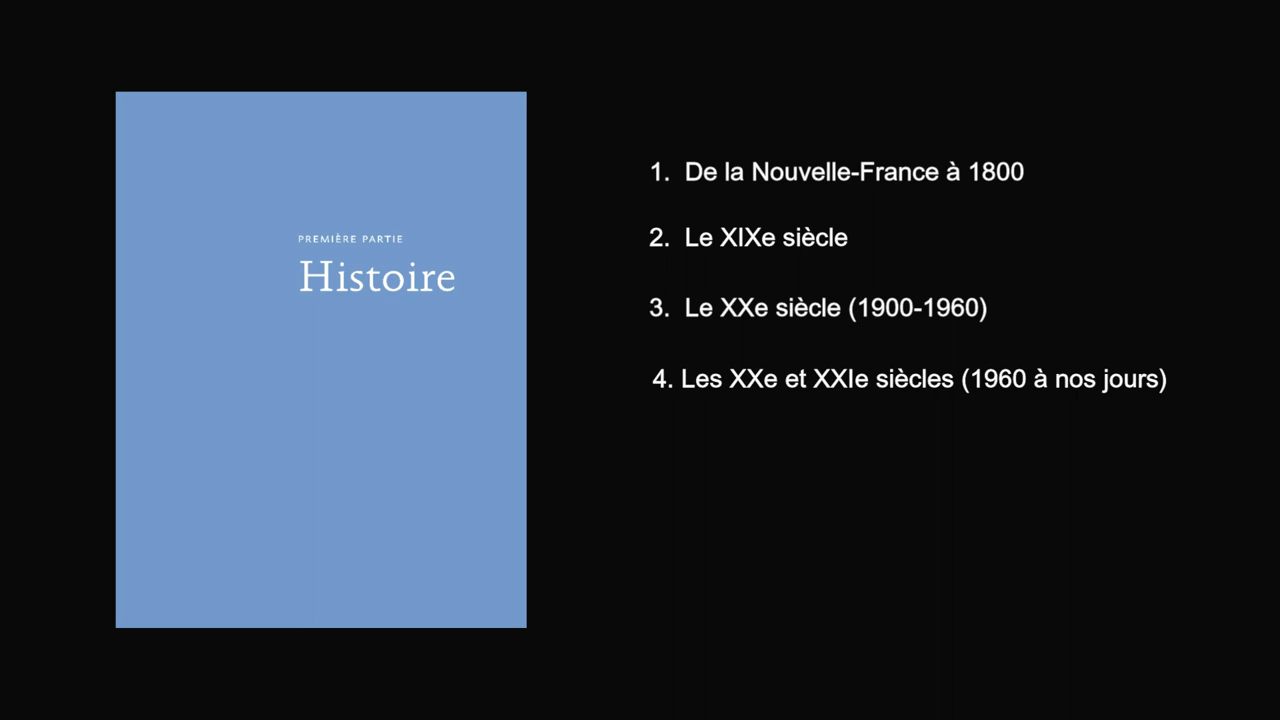 PREMIÈRE PARTIE
Histoire
1. De la Nouvelle-France à 1800
2. Le XIXe siècle
3. Le XXe siècle (1900-1960)
4. Les XXe et XXIe siècles (1960 à nos jours)